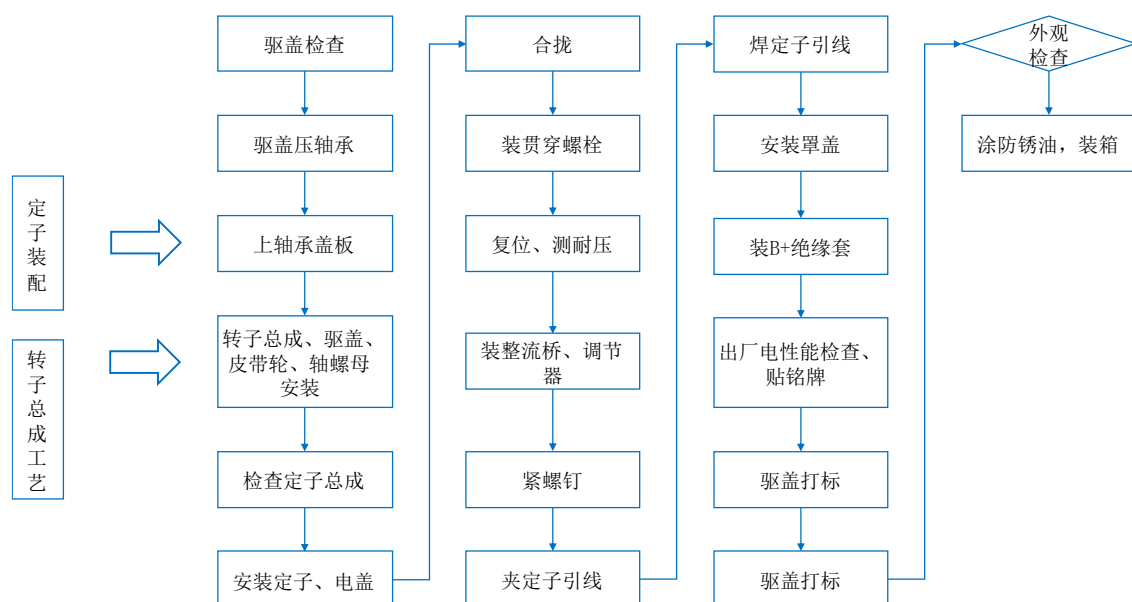 定
子
装
配
转
子
总
成
工
艺
驱盖检查
驱盖压轴承
上轴承盖板
转子总成、驱盖、
皮带轮、轴螺母
安装
检查定子总成
安装定子、电盖
合拢
装贯穿螺栓
复位、测耐压
装整流桥、调节
器
紧螺钉
夹定子引线
焊定子引线
安装罩盖
装B+绝缘套
出厂电性能检查、
贴铭牌
驱盖打标
驱盖打标
外观
检查
涂防锈油，装箱